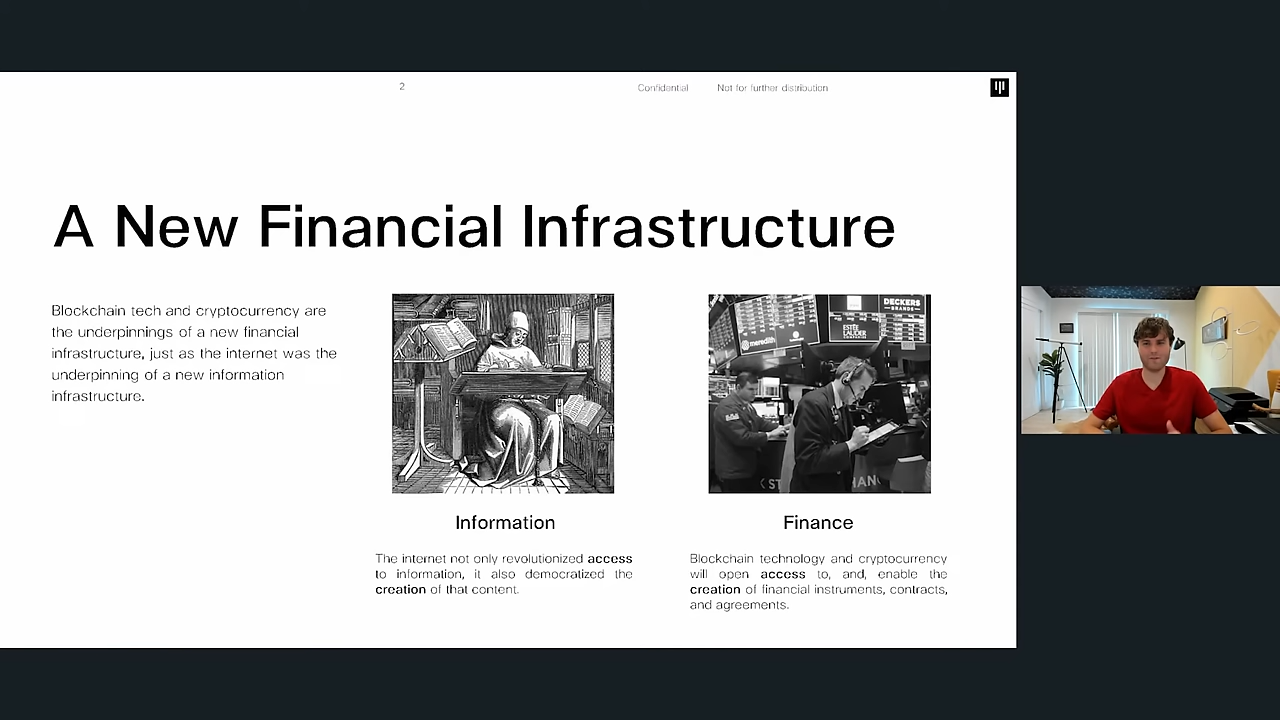 2
Confidential Not for further distribution
A New Financial Infrastructure
Blockchain tech and cryptocurrency are
the underpinnings of a new financial
infrastructure, just as the internet was the
underpinning of a new information
infrastructure.
meredith
ESTÉE
LAUDER
COMPANIES
DECKERS
BRANDS
Information
The internet not only revolutionized access
to information, it also democratized the
creation of that content.
Finance
Blockchain technology and cryptocurrency
will open access to, and, enable the
creation of financial instruments, contracts,
and agreements.